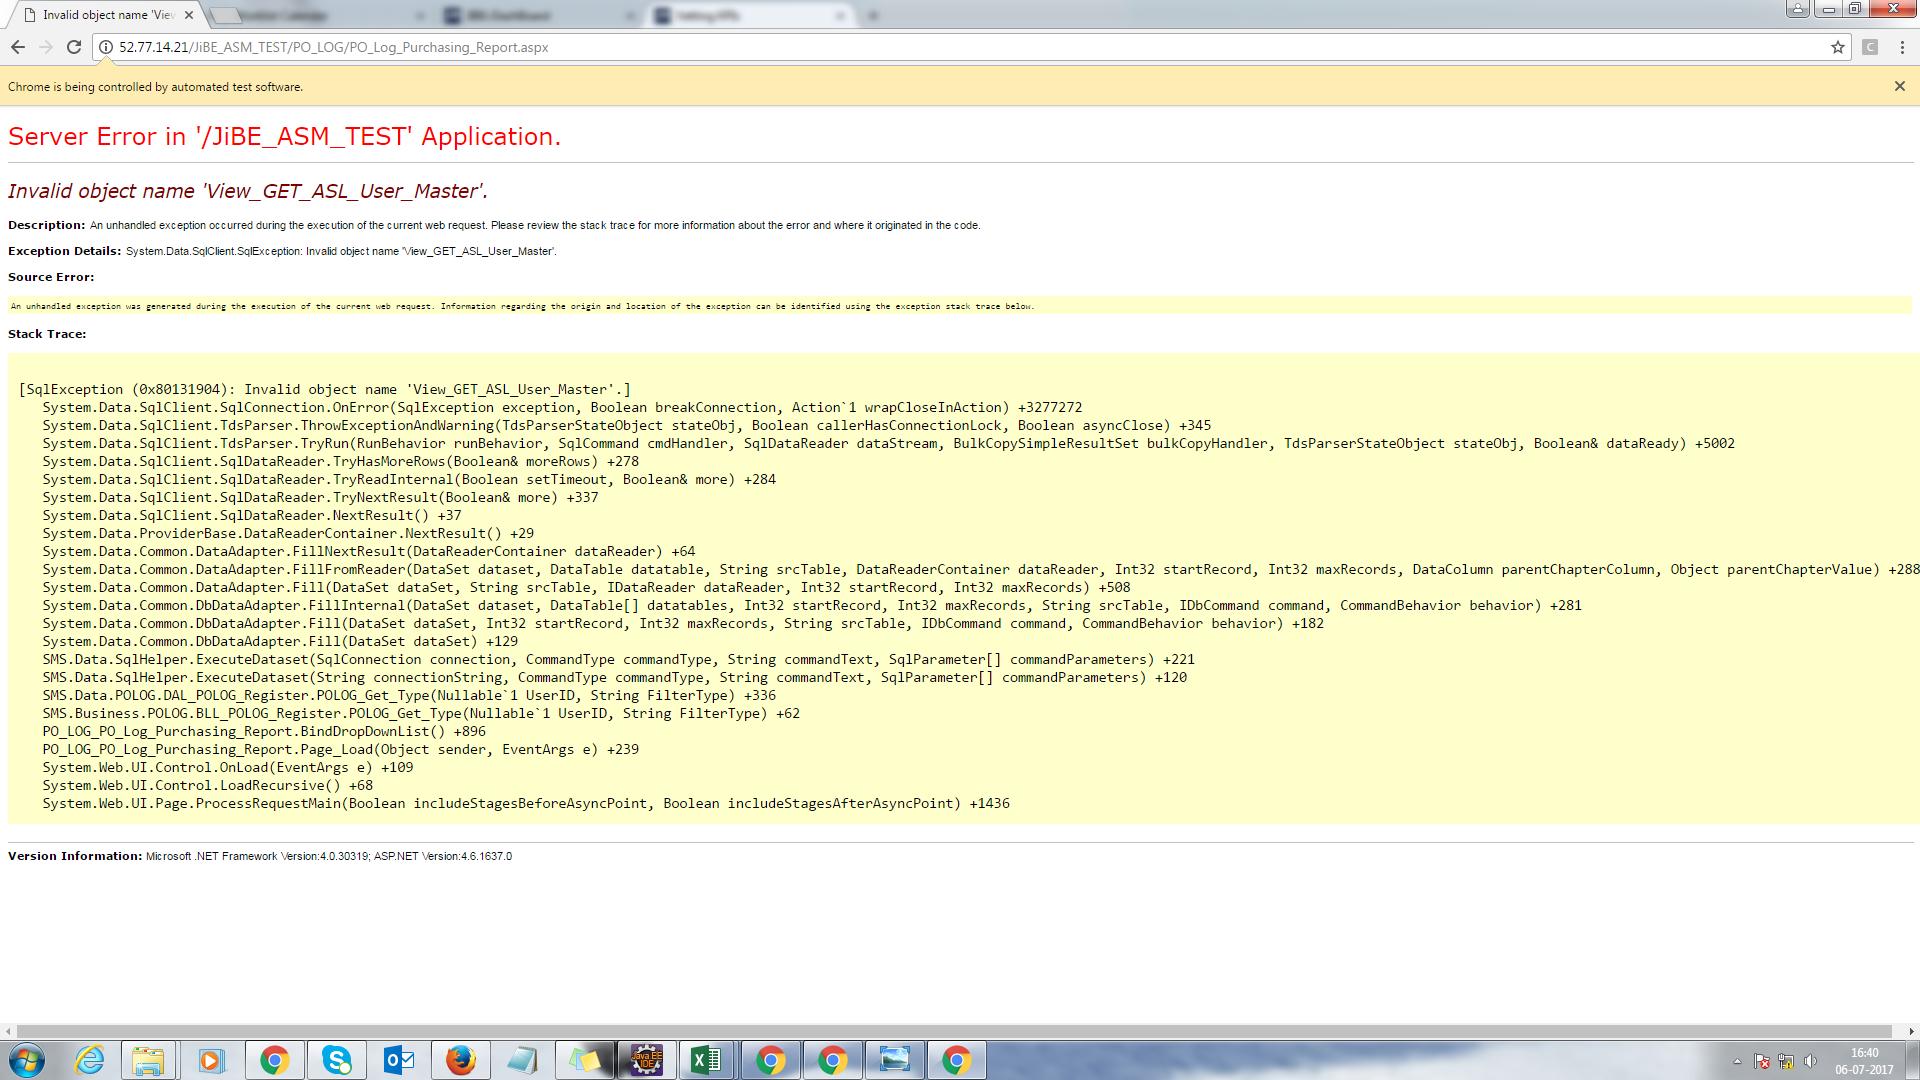 Invalid object name 'View
52.77.14.21/JiBE_ASM_TEST/PO_LOG/PO_Log_Purchasing_Report.aspx
C
Chrome is being controlled by automated test software.
Server Error in '/JiBE_ASM_TEST' Application.
Invalid object name 'View_GET_ASL_User_Master'.
Description: An unhandled exception occurred during the execution of the current web request. Please review the stack trace for more information about the error and where it originated in the code.
Exception Details: System.Data.SqlClient.SqlException: Invalid object name 'View_GET_ASL_User_Master'.
Source Error:
An unhandled exception was generated during the execution of the current web request. Information regarding the origin and location of the exception can be identified using the exception stack trace below.
Stack Trace:
[SqlException (0x80131904): Invalid object name 'View_GET_ASL_User_Master'.]
System.Data.SqlClient.SqlConnection.OnError(SqlException exception, Boolean breakConnection, Action`1 wrapCloseInAction) +3277272
System.Data.SqlClient.TdsParser.ThrowExceptionAndWarning(TdsParserStateObject stateObj, Boolean callerHasConnectionLock, Boolean asyncClose) +345
System.Data.SqlClient.TdsParser.TryRun(RunBehavior runBehavior, SqlCommand cmdHandler, SqlDataReader dataStream, BulkCopySimpleResultSet bulkCopyHandler, TdsParserStateObject stateObj, Boolean& dataReady) +5002
System.Data.SqlClient.SqlDataReader.TryHasMoreRows(Boolean& moreRows) +278
System.Data.SqlClient.SqlDataReader.TryReadInternal(Boolean setTimeout, Boolean& more) +284
System.Data.SqlClient.SqlDataReader.TryNextResult(Boolean& more) +337
System.Data.SqlClient.SqlDataReader.NextResult() +37
System.Data.ProviderBase.DataReaderContainer.NextResult() +29
System.Data.Common.DataAdapter.FillNextResult(DataReaderContainer dataReader) +64
System.Data.Common.DataAdapter.FillFromReader(DataSet dataset, DataTable datatable, String srcTable, DataReaderContainer dataReader, Int32 startRecord, Int32 maxRecords, DataColumn parentChapterColumn, Object parentChapterValue) +288
System.Data.Common.DataAdapter.Fill(DataSet dataSet, String srcTable, IDataReader dataReader, Int32 startRecord, Int32 maxRecords) +508
System.Data.Common.DbDataAdapter.FillInternal(DataSet dataset, DataTable[] datatables, Int32 startRecord, Int32 maxRecords, String srcTable, IDbCommand command, CommandBehavior behavior) +281
System.Data.Common.DbDataAdapter.Fill(DataSet dataSet, Int32 startRecord, Int32 maxRecords, String srcTable, IDbCommand command, CommandBehavior behavior) +182
System.Data.Common.DbDataAdapter.Fill(DataSet dataSet) +129
SMS.Data.SqlHelper.ExecuteDataset(SqlConnection connection, CommandType commandType, String commandText, SqlParameter[] commandParameters) +221
SMS.Data.SqlHelper.ExecuteDataset(String connectionString, CommandType commandType, String commandText, SqlParameter[] commandParameters) +120
SMS.Data.POLOG.DAL_POLOG_Register.POLOG_Get_Type(Nullable`1 UserID, String FilterType) +336
SMS.Business.POLOG.BLL_POLOG_Register.POLOG_Get_Type(Nullable`1 UserID, String FilterType) +62
PO_LOG_PO_Log_Purchasing_Report.BindDropDownList() +896
PO_LOG_PO_Log_Purchasing_Report.Page_Load(Object sender, EventArgs e) +239
System.Web.UI.Control.OnLoad(EventArgs e) +109
System.Web.UI.Control.LoadRecursive() +68
System.Web.UI.Page.ProcessRequestMain(Boolean includeStagesBeforeAsyncPoint, Boolean includeStagesAfterAsyncPoint) +1436
Version Information: Microsoft .NET Framework Version:4.0.30319; ASP.NET Version:4.6.1637.0
Java EE
IDE
16:40
06-07-2017